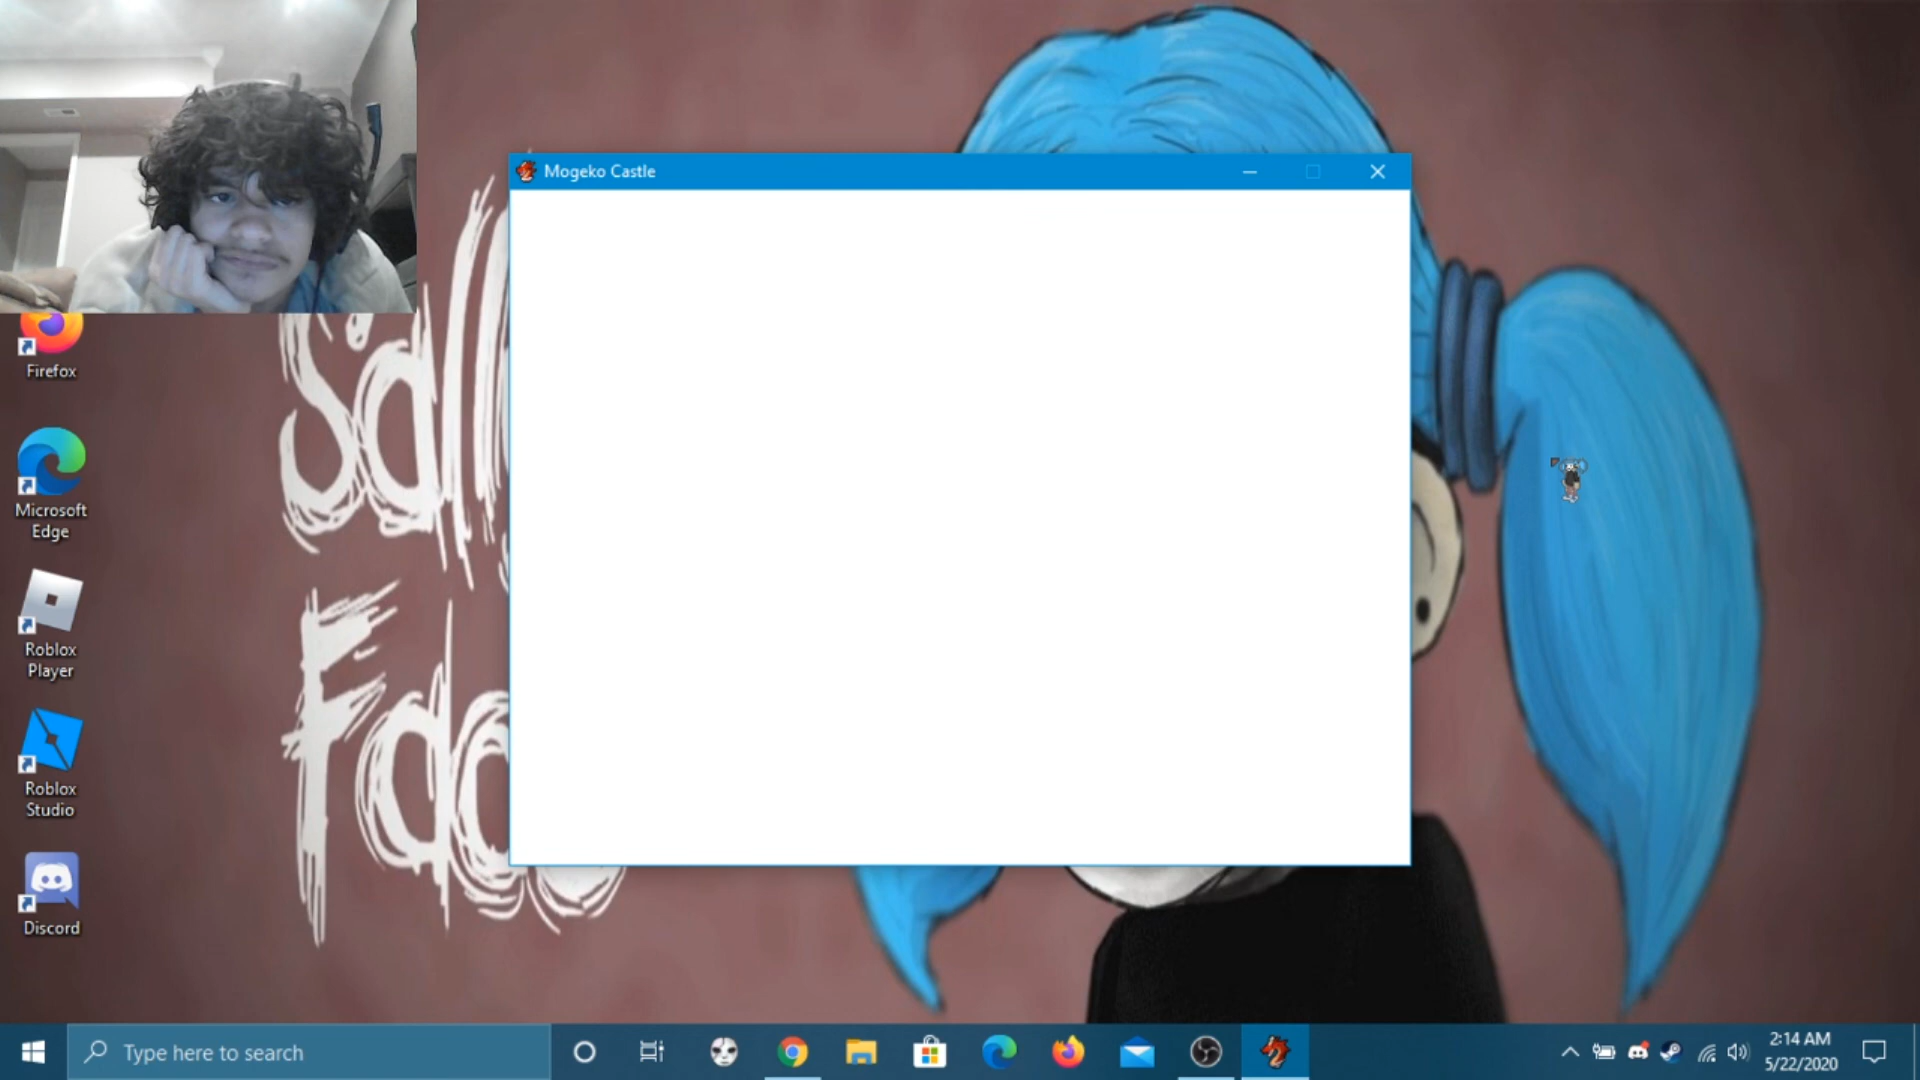 Mogeko Castle
Sall
Firefox
Microsoft
Edge
Roblox
Player
Roblox
Studio
Discord
Type here to search
2:14 AM
5/22/2020